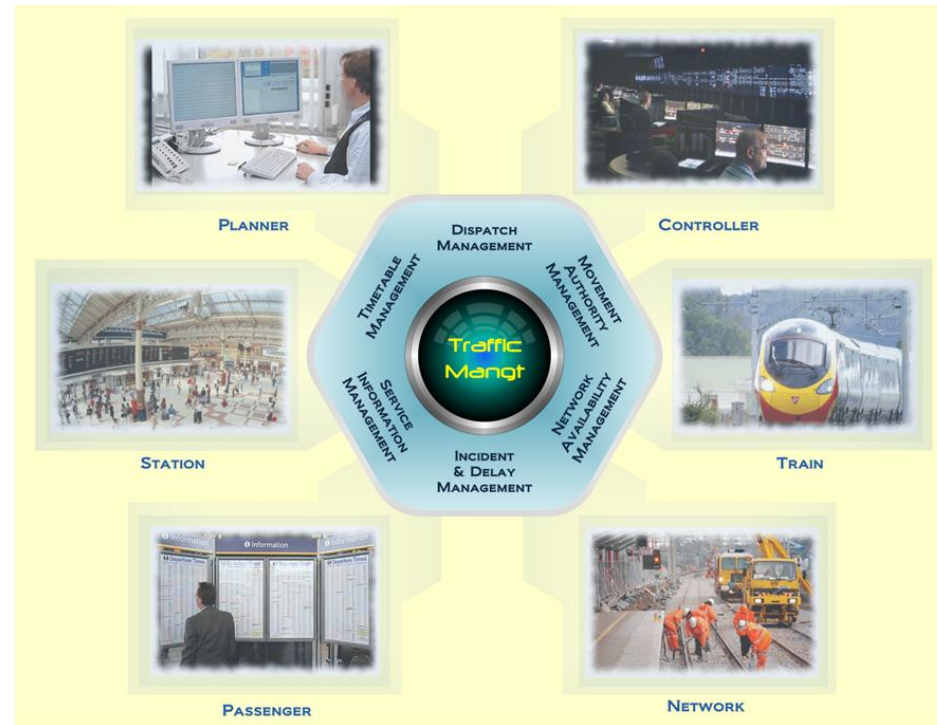 PLANNER
CONTROLLER
DISPATCH
MANAGEMENT
TIMETABLE
MANAGEMENT
MOVEMENT
AUTHORITY
MANAGEMENT
Traffic
Mangt
STATION
TRAIN
SERVICE
INFORMATION
MANAGEMENT
NETWORK
AVAILABILITY
MANAGEMENT
INCIDENT
& DELAY
MANAGEMENT
Information
Departure Times
PASSENGER
NETWORK